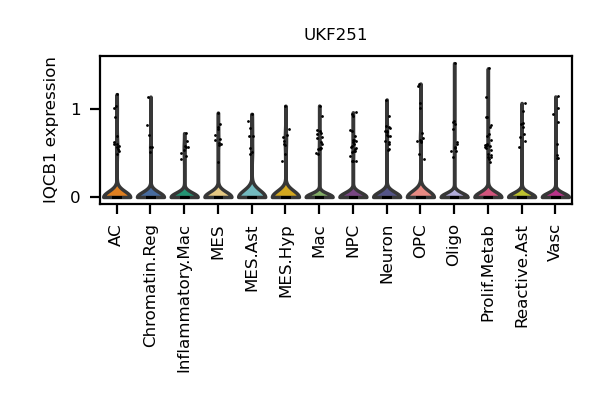 UKF251
IQCB1 expression
1
0
AC
Chromatin.Reg
Inflammatory.Mac
MES
MES.Ast
MES.Hyp
Mac
NPC
Neuron
OPC
Oligo
Prolif.Metab
Reactive.Ast
Vasc